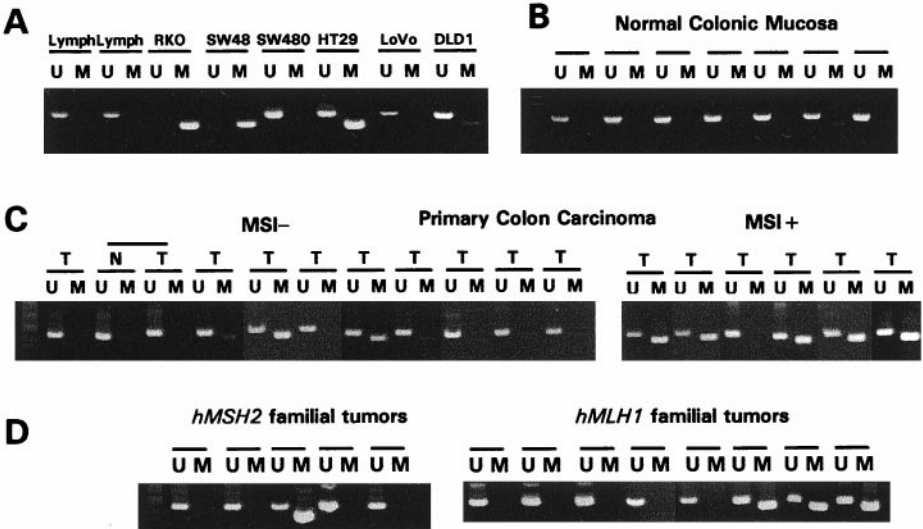 A
Lymph Lymph RKO SW48 SW480 HT29 LoVo DLD1
U M U M U M U M U M U M U M U M
B
Normal Colonic Mucosa
U M U M U M U M U M U M U M
C
MSI–
Primary Colon Carcinoma
MSI +
T N T T T T T T T T T
T T T T T T
U M U M U M U M U M U M U M U M U M U M U M
U M U M U M U M U M U M
D
hMSH2 familial tumors
U M U M U M U M U M
hMLH1 familial tumors
U M U M U M U M U M U M U M U M